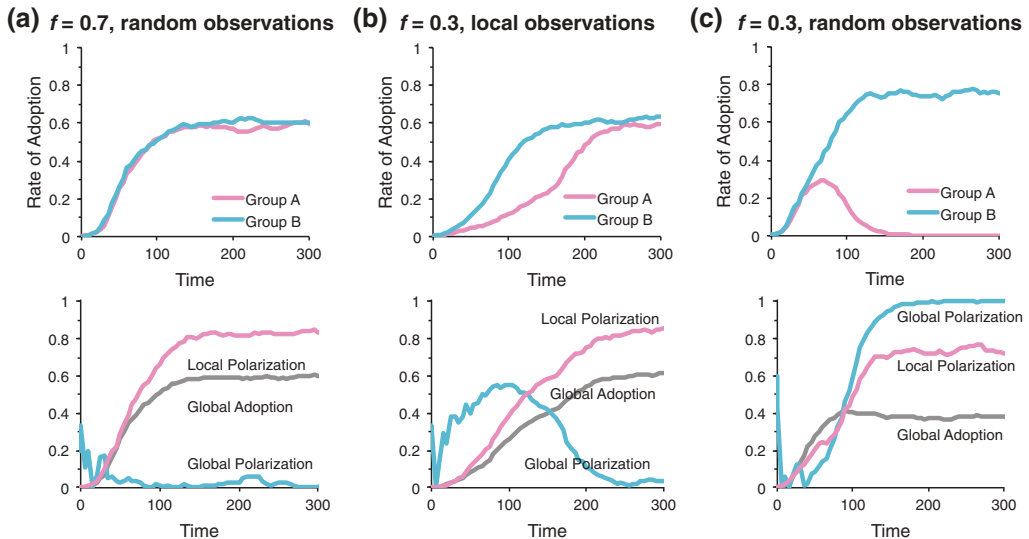 (a) f = 0.7, random observations
(b) f = 0.3, local observations
(c) f = 0.3, random observations
Rate of Adoption
1
0.8
0.6
0.4
0.2
0
Group A
Group B
0 100 200 300
Time
Rate of Adoption
1
0.8
0.6
0.4
0.2
0
Group A
Group B
0 100 200 300
Time
Rate of Adoption
1
0.8
0.6
0.4
0.2
0
Group A
Group B
0 100 200 300
Time
1
0.8
0.6
0.4
0.2
0
Local Polarization
Global Adoption
Global Polarization
0 100 200 300
Time
1
0.8
0.6
0.4
0.2
0
Local Polarization
Global Adoption
Global Polarization
0 100 200 300
Time
1
0.8
0.6
0.4
0.2
0
Global Polarization
Local Polarization
Global Adoption
0 100 200 300
Time